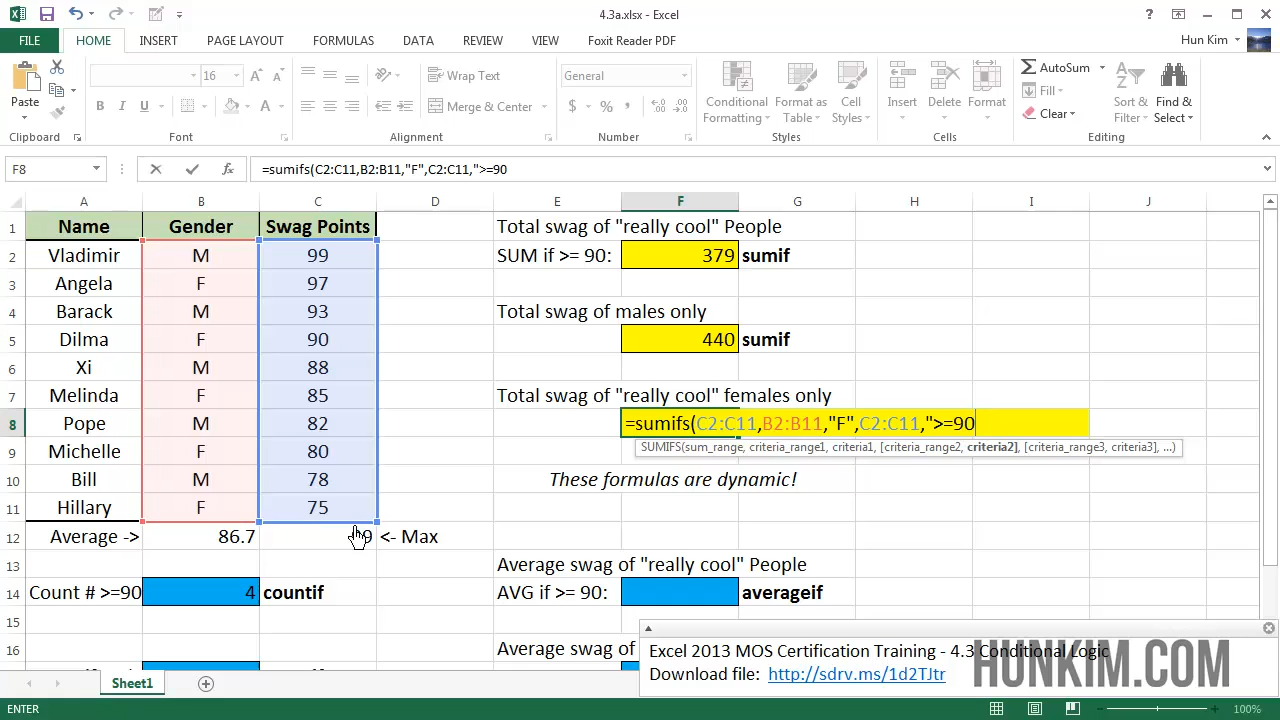 4.3a.xlsx - Excel
FILE HOME INSERT PAGE LAYOUT FORMULAS DATA REVIEW VIEW Foxit Reader PDF Hun Kim
Paste
16
Wrap Text
Merge & Center
General
Conditional Formatting
Format as Table
Cell Styles
Insert Delete Format
AutoSum
Fill
Clear
Sort & Filter
Find & Select
Clipboard Font Alignment Number Styles Cells Editing
F8 =sumifs(C2:C11,B2:B11,"F",C2:C11,">=90
A B C D E F G H I J
1 Name Gender Swag Points Total swag of "really cool" People
2 Vladimir M 99 SUM if >= 90: 379 sumif
3 Angela F 97
4 Barack M 93 Total swag of males only
5 Dilma F 90 440 sumif
6 Xi M 88
7 Melinda F 85 Total swag of "really cool" females only
8 Pope M 82 =sumifs(C2:C11,B2:B11,"F",C2:C11,">=90
SUMIFS(sum_range, criteria_range1, criteria1, [criteria_range2, criteria2], [criteria_range3, criteria3], ...)
9 Michelle F 80
10 Bill M 78 These formulas are dynamic!
11 Hillary F 75
12 Average -> 86.7 9 <- Max
13 Average swag of "really cool" People
14 Count # >=90 4 countif AVG if >= 90: averageif
15
16 Average swag of
Excel 2013 MOS Certification Training - 4.3 Conditional Logic
Download file: http://sdrv.ms/1d2TJtr
HUNKIM.COM
Sheet1
ENTER 100%